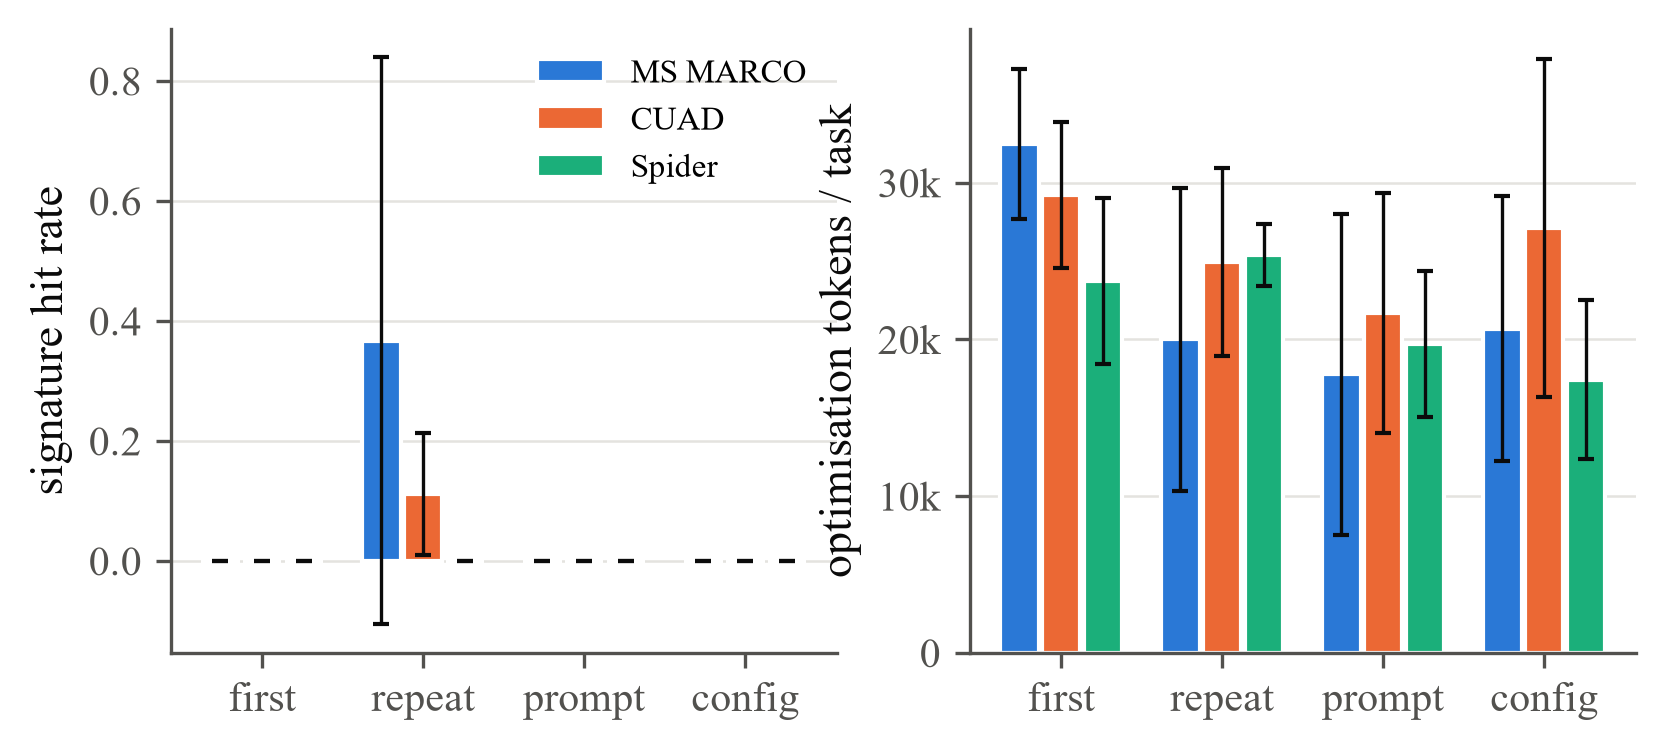 signature hit rate
0.8
0.6
0.4
0.2
0.0
MS MARCO
CUAD
Spider
first repeat prompt config
optimisation tokens / task
30k
20k
10k
0
first repeat prompt config